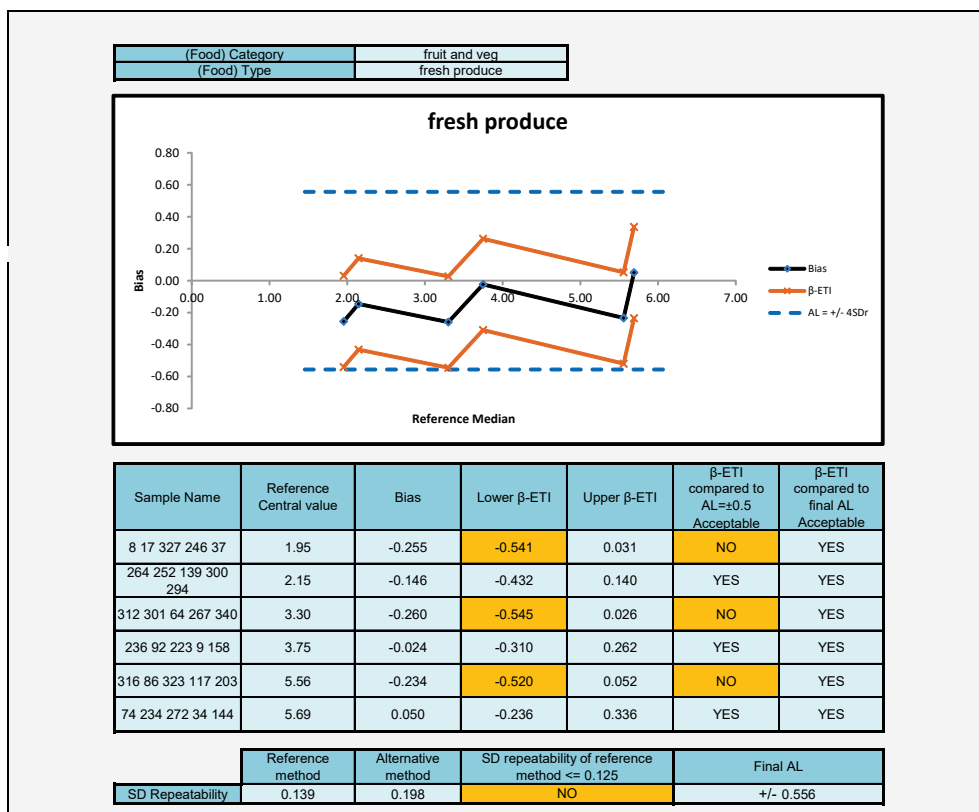 (Food) Category fruit and veg
(Food) Type fresh produce
fresh produce
0.80
0.60
0.40
0.20
0.00
-0.20
-0.40
-0.60
-0.80
0.00 1.00 2.00 3.00 4.00 5.00 6.00 7.00
Bias
Reference Median
Bias
β-ETI
AL = +/- 4SDr
Sample Name Reference Central value Bias Lower β-ETI Upper β-ETI β-ETI compared to AL=±0.5 Acceptable β-ETI compared to final AL Acceptable
8 17 327 246 37 1.95 -0.255 -0.541 0.031 NO YES
264 252 139 300 294 2.15 -0.146 -0.432 0.140 YES YES
312 301 64 267 340 3.30 -0.260 -0.545 0.026 NO YES
236 92 223 9 158 3.75 -0.024 -0.310 0.262 YES YES
316 86 323 117 203 5.56 -0.234 -0.520 0.052 NO YES
74 234 272 34 144 5.69 0.050 -0.236 0.336 YES YES
Reference method Alternative method SD repeatability of reference method <= 0.125 Final AL
SD Repeatability 0.139 0.198 NO +/- 0.556